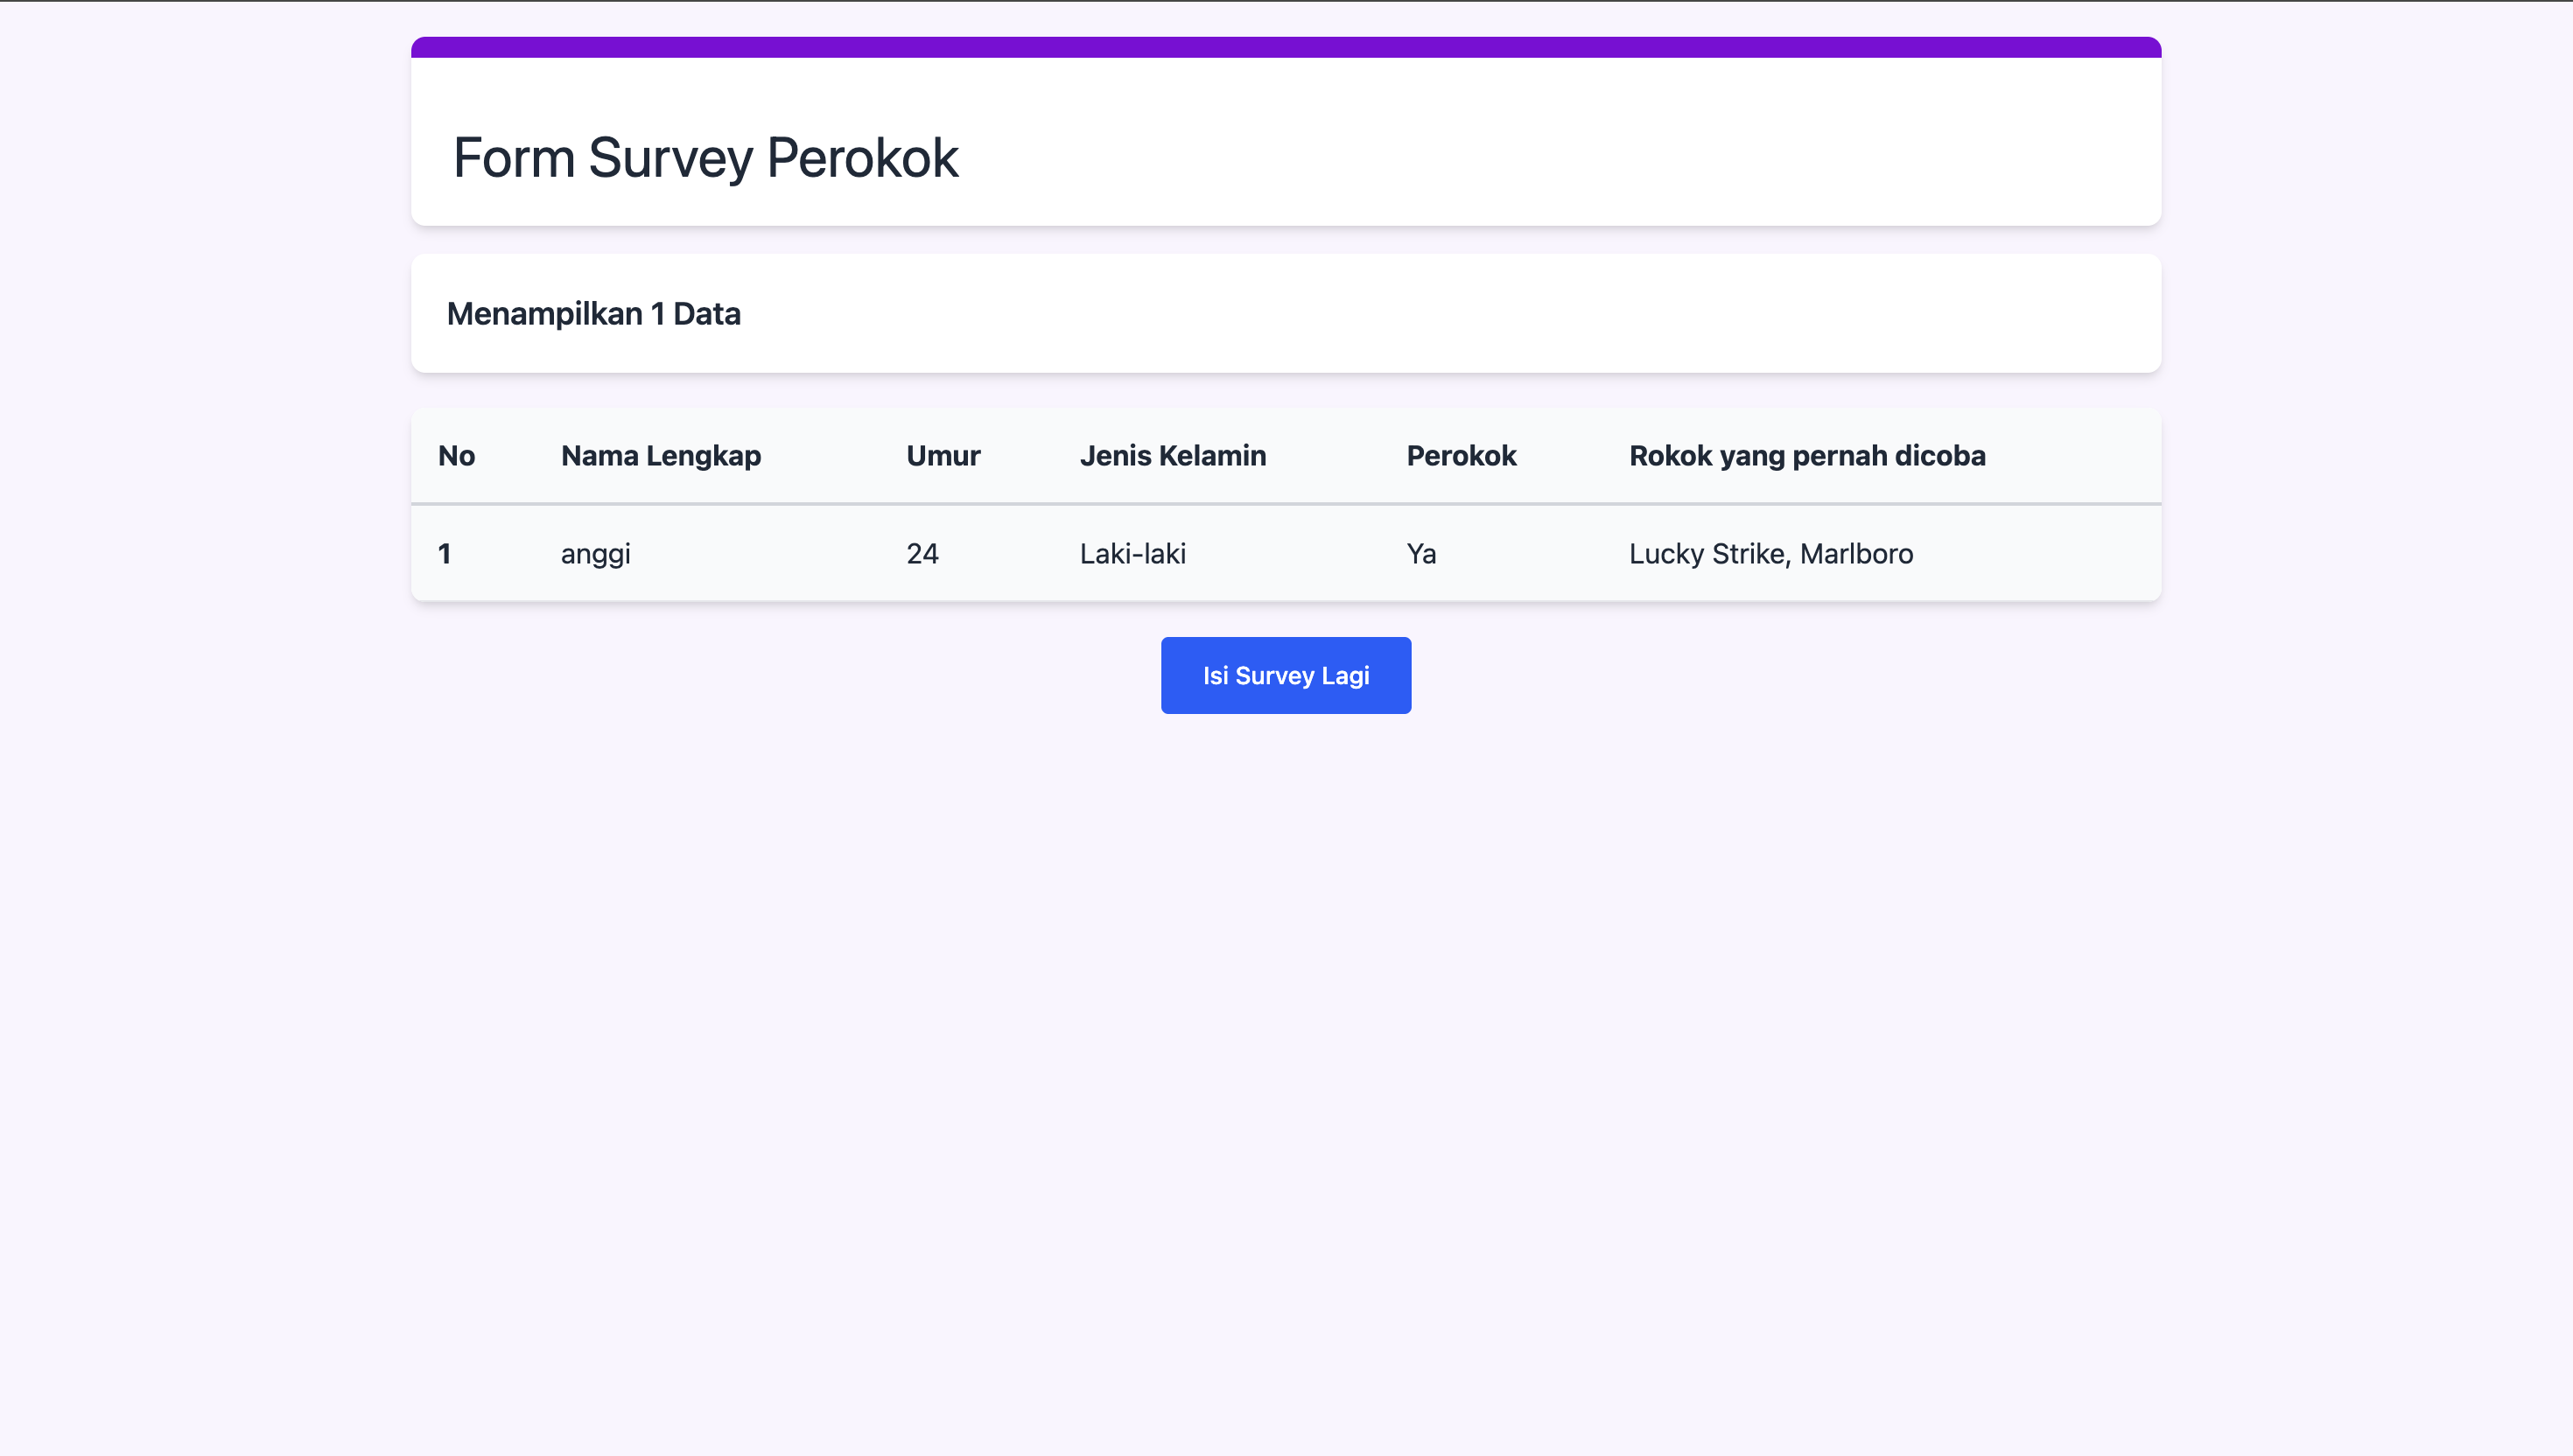 Form Survey Perokok
Menampilkan 1 Data
No Nama Lengkap Umur Jenis Kelamin Perokok Rokok yang pernah dicoba
1 anggi 24 Laki-laki Ya Lucky Strike, Marlboro
Isi Survey Lagi